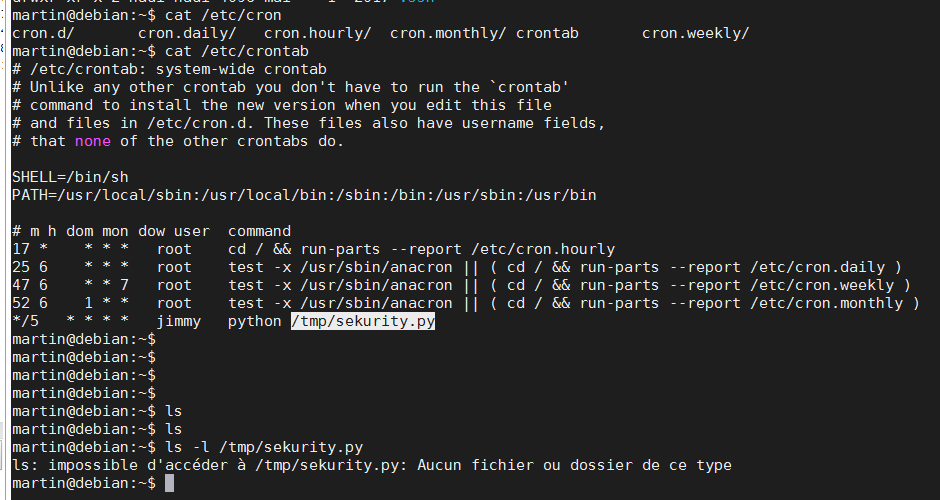 martin@debian:~$ cat /etc/cron
cron.d/       cron.daily/   cron.hourly/  cron.monthly/ crontab       cron.weekly/
martin@debian:~$ cat /etc/crontab
# /etc/crontab: system-wide crontab
# Unlike any other crontab you don't have to run the `crontab'
# command to install the new version when you edit this file
# and files in /etc/cron.d. These files also have username fields,
# that none of the other crontabs do.

SHELL=/bin/sh
PATH=/usr/local/sbin:/usr/local/bin:/sbin:/bin:/usr/sbin:/usr/bin

# m h dom mon dow user  command
17 *    * * *   root    cd / && run-parts --report /etc/cron.hourly
25 6    * * *   root    test -x /usr/sbin/anacron || ( cd / && run-parts --report /etc/cron.daily )
47 6    * * 7   root    test -x /usr/sbin/anacron || ( cd / && run-parts --report /etc/cron.weekly )
52 6    1 * *   root    test -x /usr/sbin/anacron || ( cd / && run-parts --report /etc/cron.monthly )
*/5   * * * *   jimmy   python /tmp/sekurity.py
martin@debian:~$
martin@debian:~$
martin@debian:~$
martin@debian:~$
martin@debian:~$ ls
martin@debian:~$ ls
martin@debian:~$ ls -l /tmp/sekurity.py
ls: impossible d'accéder à /tmp/sekurity.py: Aucun fichier ou dossier de ce type
martin@debian:~$